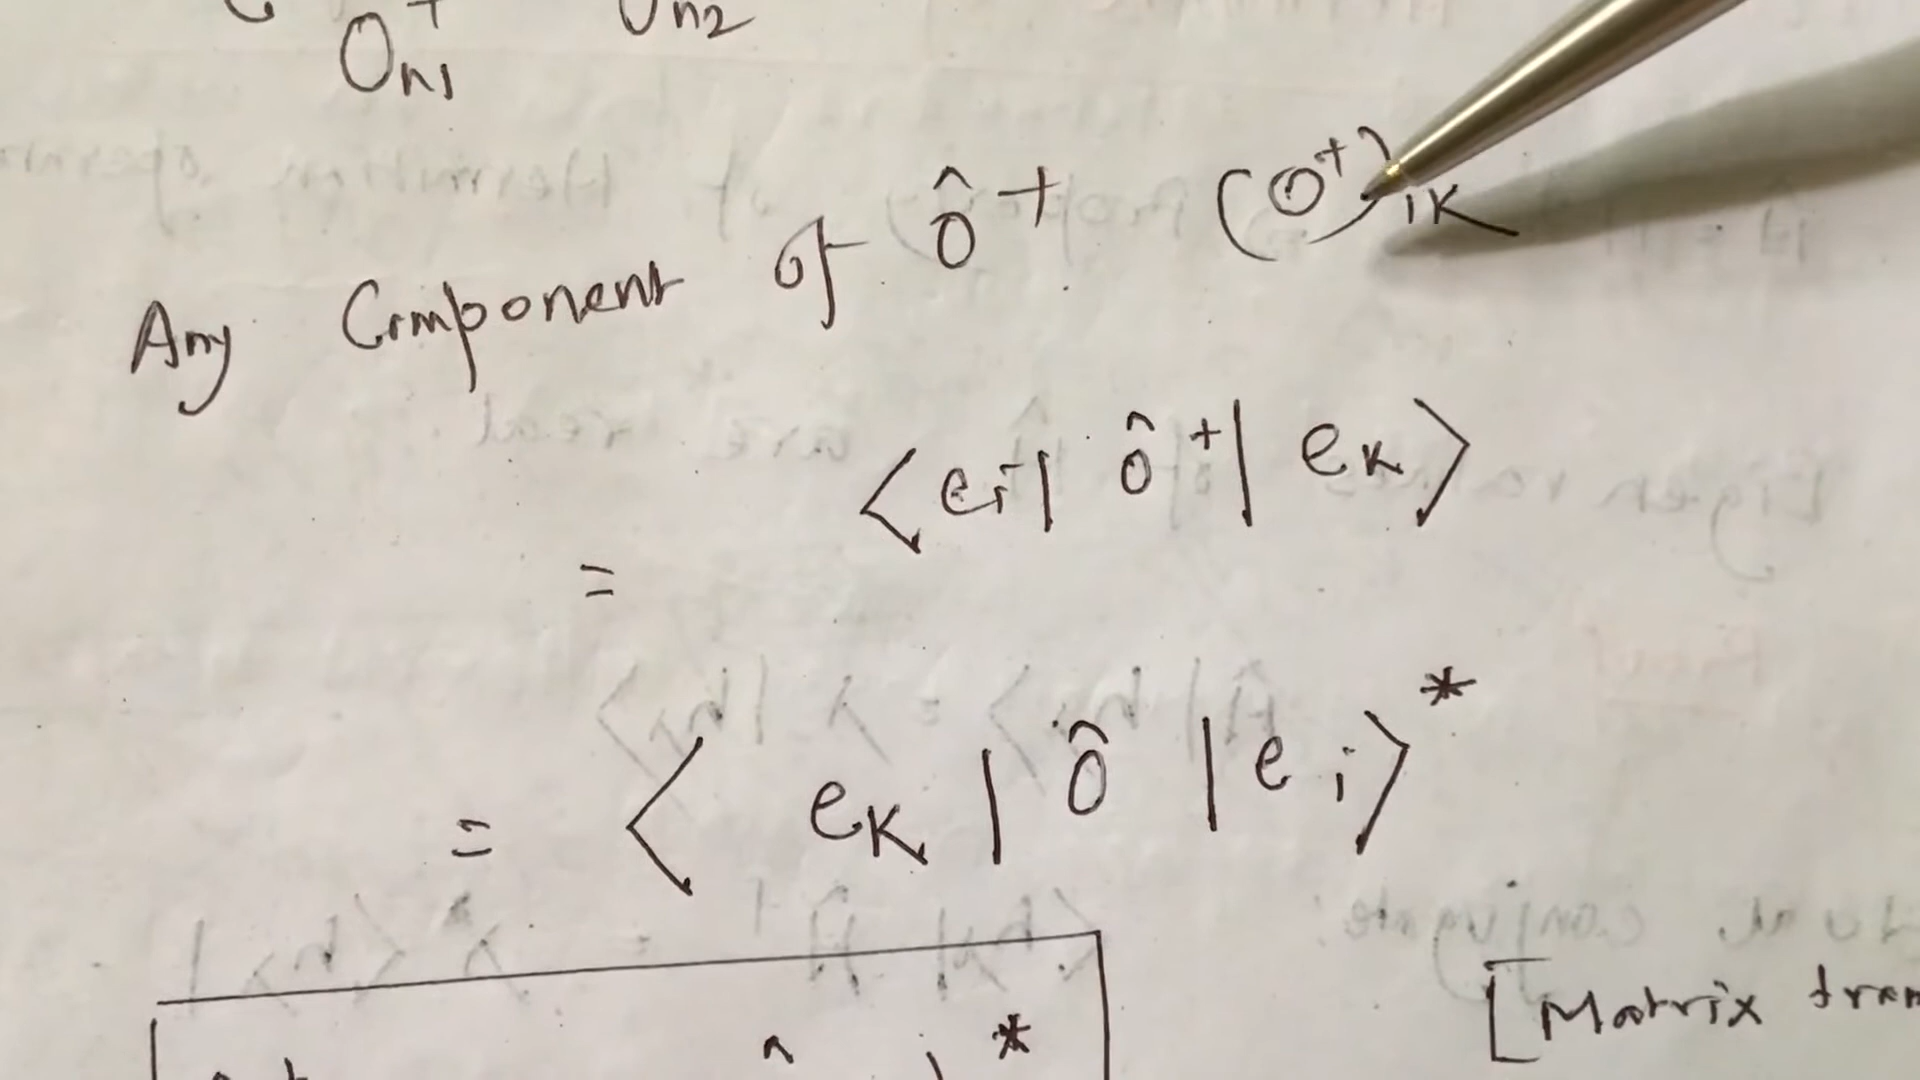 O⁺ₙ₁ Oₙ₂
Any Component of ô⁺ (O⁺)ᵢₖ
⟨eᵢ| ô⁺| eₖ⟩
=
= ⟨ eₖ | ô | eᵢ⟩*
*
[Matrix